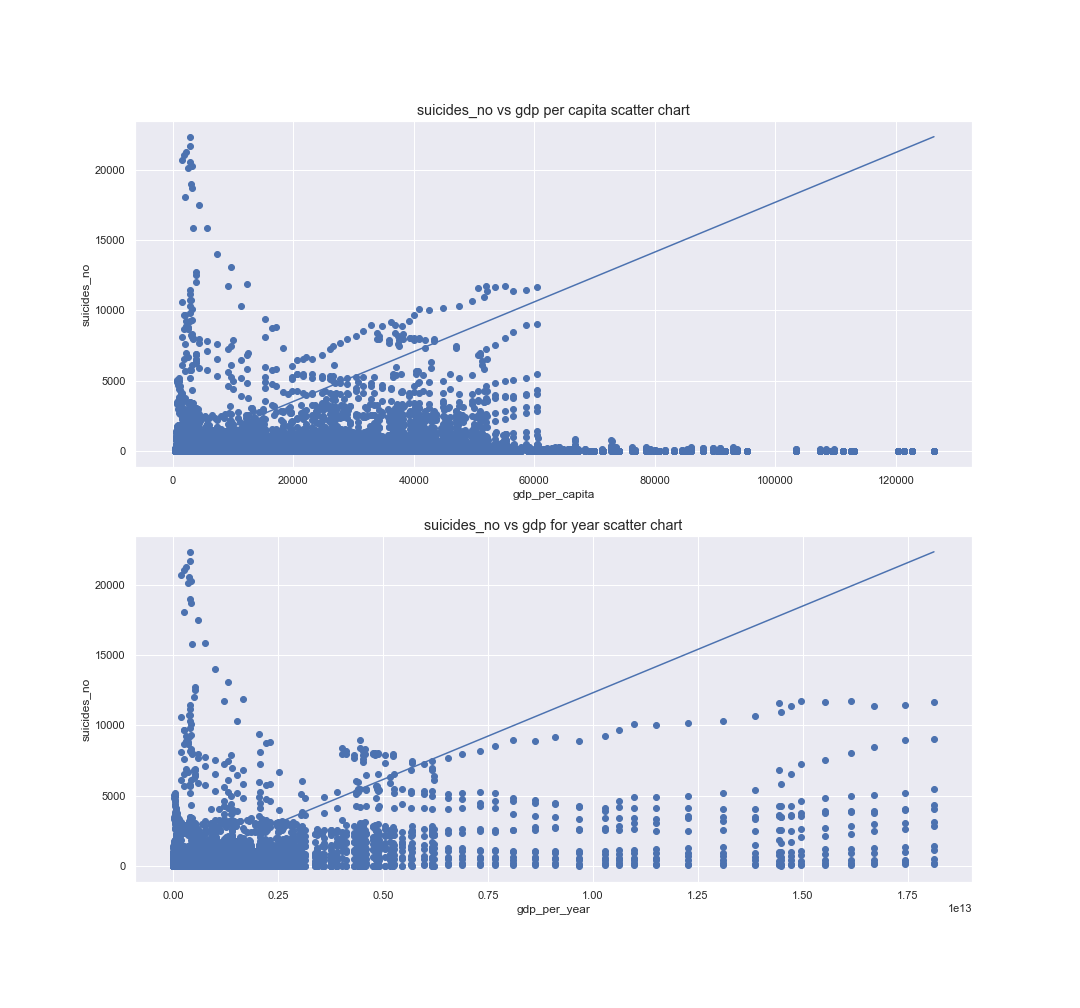 suicides_no vs gdp per capita scatter chart
20000
15000
10000
5000
0
suicides_no
0 20000 40000 60000 80000 100000 120000
gdp_per_capita
suicides_no vs gdp for year scatter chart
20000
15000
10000
5000
0
suicides_no
0.00 0.25 0.50 0.75 1.00 1.25 1.50 1.75
gdp_per_year
1e13